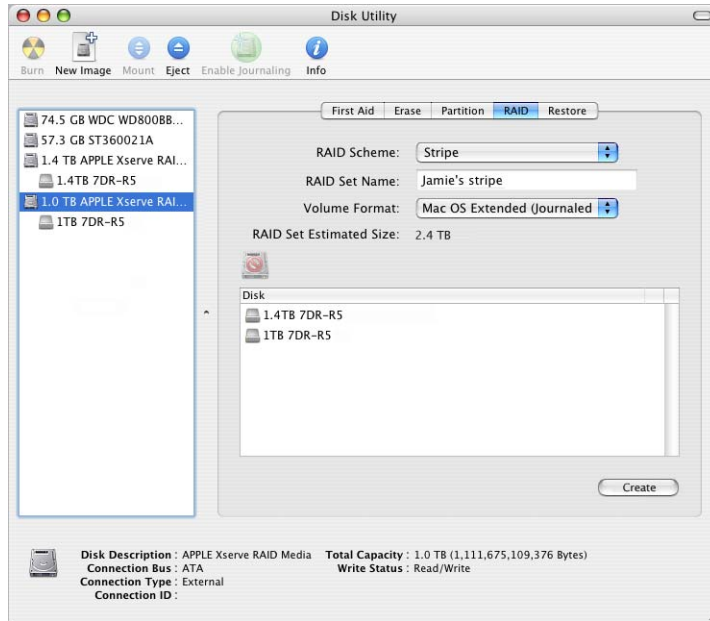 Disk Utility
Burn New Image Mount Eject Enable Journaling Info
First Aid Erase Partition RAID Restore
74.5 GB WDC WD800BB...
57.3 GB ST360021A
1.4 TB APPLE Xserve RAI...
1.4TB 7DR-R5
1.0 TB APPLE Xserve RAI...
1TB 7DR-R5
RAID Scheme: Stripe
RAID Set Name: Jamie's stripe
Volume Format: Mac OS Extended (Journaled
RAID Set Estimated Size: 2.4 TB
Disk
1.4TB 7DR-R5
1TB 7DR-R5
Create
Disk Description : APPLE Xserve RAID Media Total Capacity : 1.0 TB (1,111,675,109,376 Bytes)
Connection Bus : ATA Write Status : Read/Write
Connection Type : External
Connection ID :